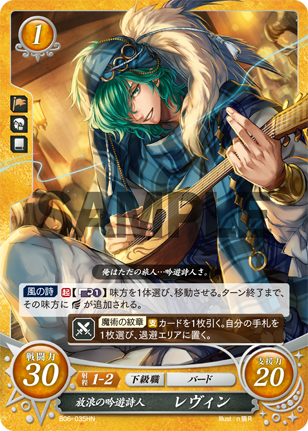 1
SAMPLE
俺はただの旅人…吟遊詩人さ。
風の詩 起【1】味方を1体選び、移動させる。ターン終了まで、
その味方に が追加される。
魔術の紋章 支 カードを1枚引く。自分の手札を
1枚選び、退避エリアに置く。
戦闘力
30
射程 1-2 下級職 バード
支援力
20
放浪の吟遊詩人 レヴィン
B06-035HN